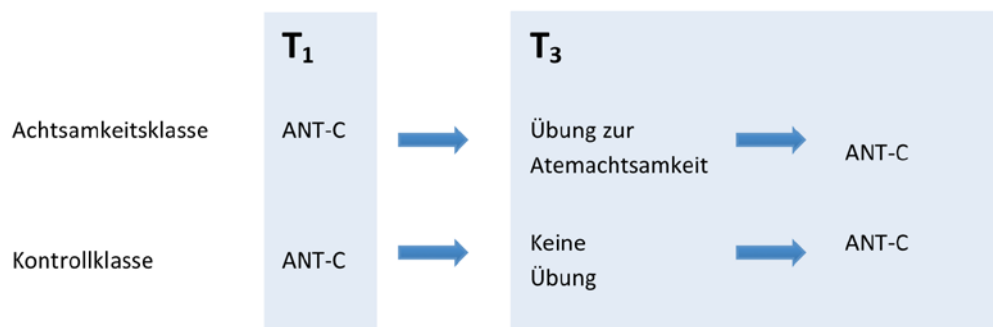 T₁
T₃
Achtsamkeitsklasse
ANT-C
Übung zur
Atemachtsamkeit
ANT-C
Kontrollklasse
ANT-C
Keine
Übung
ANT-C